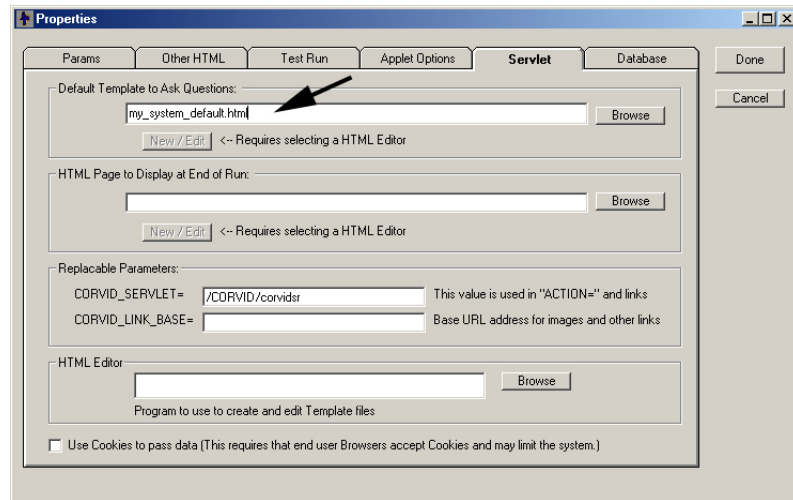 Properties
Params Other HTML Test Run Applet Options Servlet Database
Done
Cancel
Default Template to Ask Questions:
my_system_default.html
Browse
New / Edit <-- Requires selecting a HTML Editor
HTML Page to Display at End of Run:
Browse
New / Edit <-- Requires selecting a HTML Editor
Replacable Parameters:
CORVID_SERVLET= /CORVID/corvidsr This value is used in "ACTION=" and links
CORVID_LINK_BASE= Base URL address for images and other links
HTML Editor
Browse
Program to use to create and edit Template files
Use Cookies to pass data (This requires that end user Browsers accept Cookies and may limit the system.)